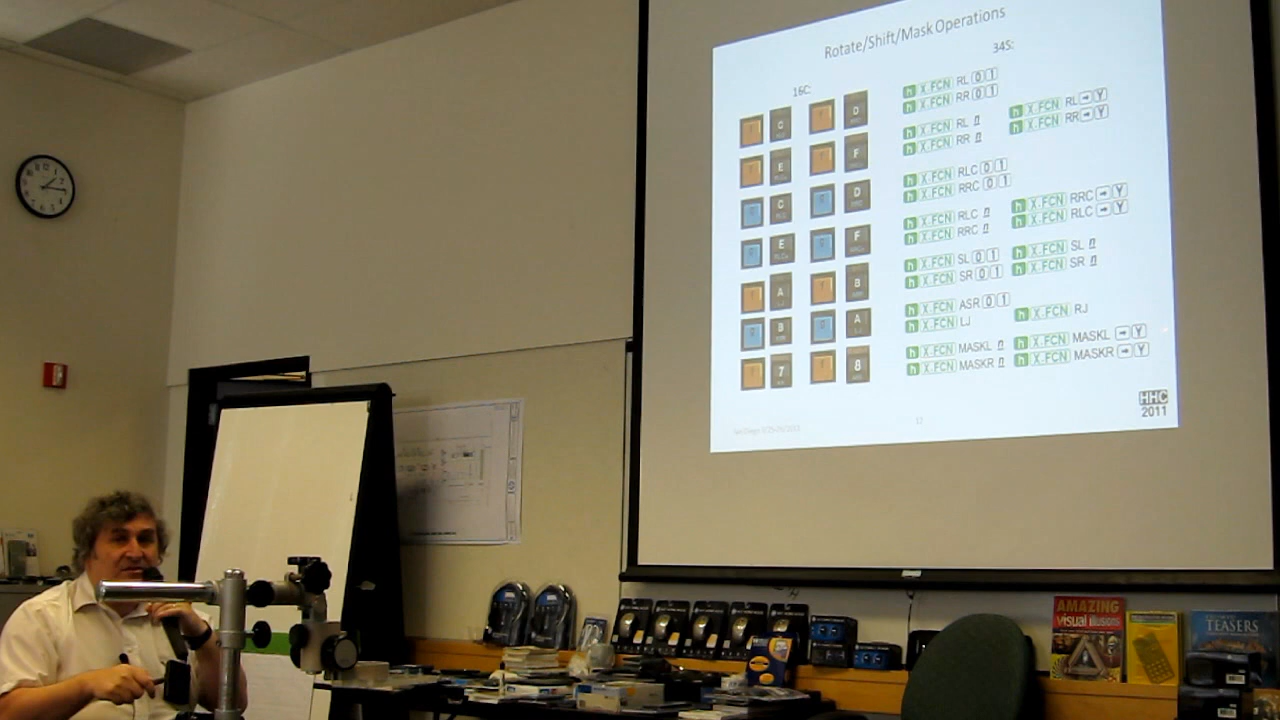 Rotate/Shift/Mask Operations
16C:
34S:
h X.FCN RL 0 1
h X.FCN RR 0 1
h X.FCN RL n
h X.FCN RR n
h X.FCN RL → Y
h X.FCN RR → Y
h X.FCN RLC 0 1
h X.FCN RRC 0 1
h X.FCN RLC n
h X.FCN RRC n
h X.FCN RRC → Y
h X.FCN RLC → Y
h X.FCN SL 0 1
h X.FCN SR 0 1
h X.FCN SL n
h X.FCN SR n
h X.FCN ASR 0 1
h X.FCN LJ
h X.FCN RJ
h X.FCN MASKL n
h X.FCN MASKR n
h X.FCN MASKL → Y
h X.FCN MASKR → Y
f C f D
f E f F
g C g D
g E g F
f A f B
g B g A
f 7 f 8
17
HHC
2011
AMAZING
visual illusions
TEASERS